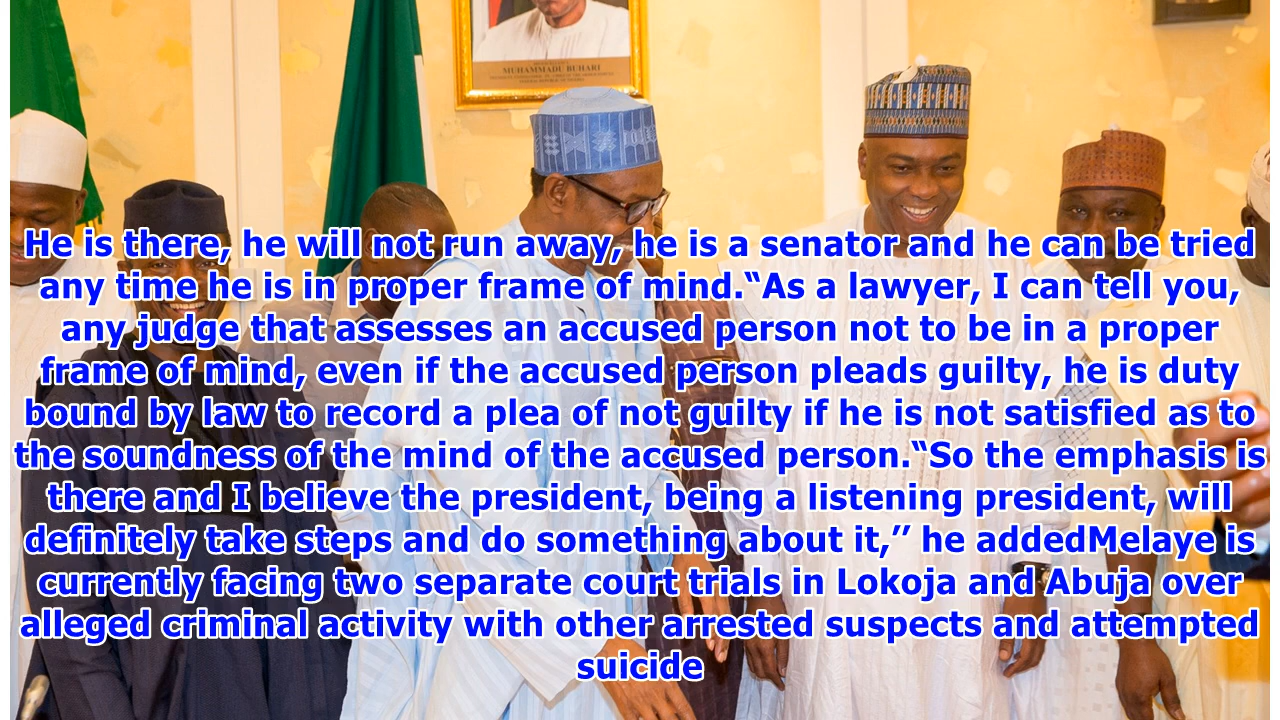 MUHAMMADU BUHARI
He is there, he will not run away, he is a senator and he can be tried
any time he is in proper frame of mind.“As a lawyer, I can tell you,
any judge that assesses an accused person not to be in a proper
frame of mind, even if the accused person pleads guilty, he is duty
bound by law to record a plea of not guilty if he is not satisfied as to
the soundness of the mind of the accused person.“So the emphasis is
there and I believe the president, being a listening president, will
definitely take steps and do something about it,’’ he addedMelaye is
currently facing two separate court trials in Lokoja and Abuja over
alleged criminal activity with other arrested suspects and attempted
suicide